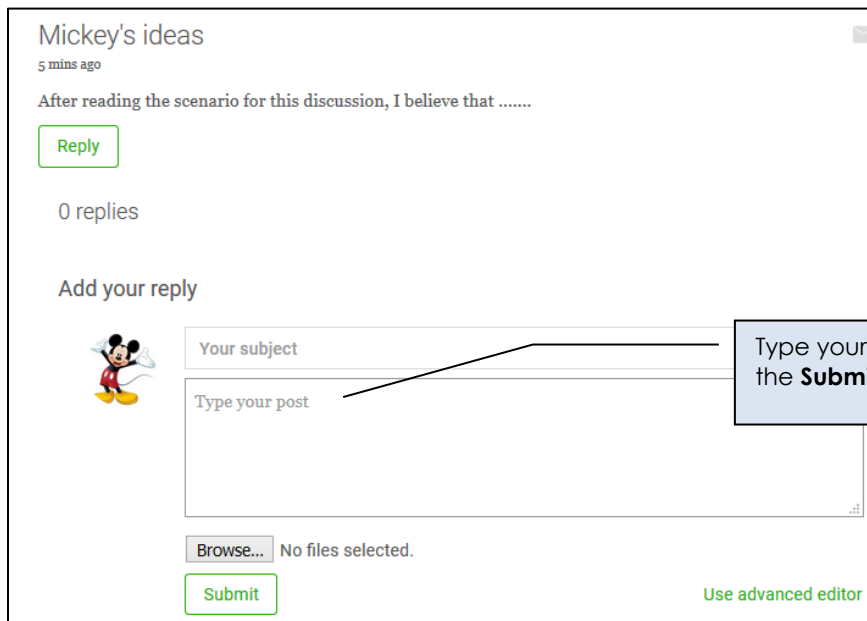 Mickey's ideas
5 mins ago
After reading the scenario for this discussion, I believe that .......
Reply
0 replies
Add your reply
Your subject
Type your
the Submi
Type your post
Browse... No files selected.
Submit
Use advanced editor